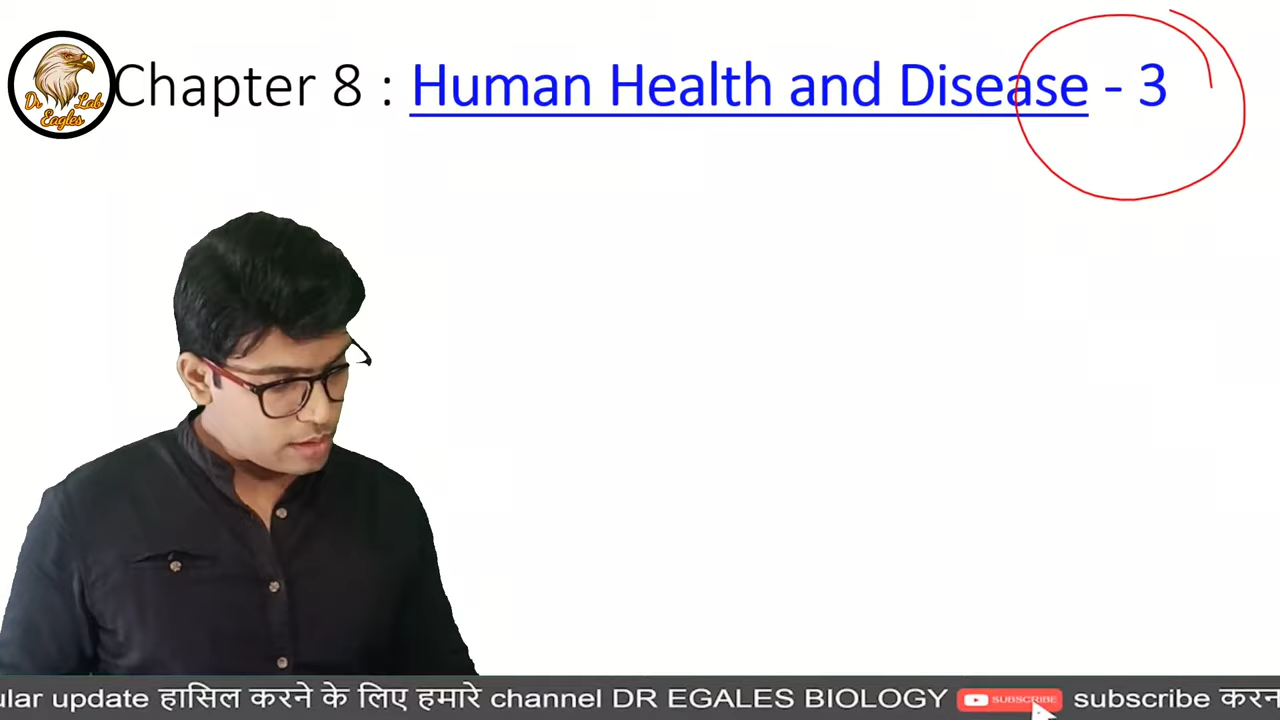 Dr Lab
Eagles
Chapter 8 : Human Health and Disease - 3
ular update हासिल करने के लिए हमारे channel DR EGALES BIOLOGY SUBSCRIBE subscribe करन